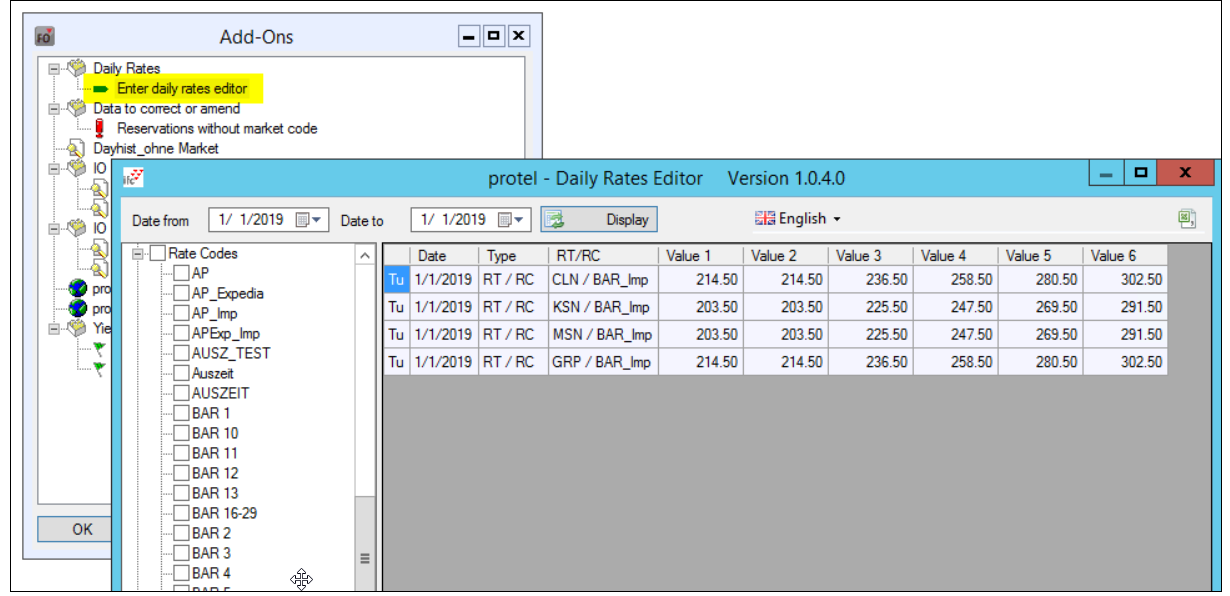 FO
Add-Ons
Daily Rates
Enter daily rates editor
Data to correct or amend
Reservations without market code
Dayhist_ohne Market
IO
IO
pro
pro
Yie
OK
protel - Daily Rates Editor Version 1.0.4.0
Date from 1/ 1/2019 Date to 1/ 1/2019 Display English
Rate Codes
AP
AP_Expedia
AP_Imp
APExp_Imp
AUSZ_TEST
Auszeit
AUSZEIT
BAR 1
BAR 10
BAR 11
BAR 12
BAR 13
BAR 16-29
BAR 2
BAR 3
BAR 4
Date Type RT/RC Value 1 Value 2 Value 3 Value 4 Value 5 Value 6
Tu 1/1/2019 RT / RC CLN / BAR_Imp 214.50 214.50 236.50 258.50 280.50 302.50
Tu 1/1/2019 RT / RC KSN / BAR_Imp 203.50 203.50 225.50 247.50 269.50 291.50
Tu 1/1/2019 RT / RC MSN / BAR_Imp 203.50 203.50 225.50 247.50 269.50 291.50
Tu 1/1/2019 RT / RC GRP / BAR_Imp 214.50 214.50 236.50 258.50 280.50 302.50